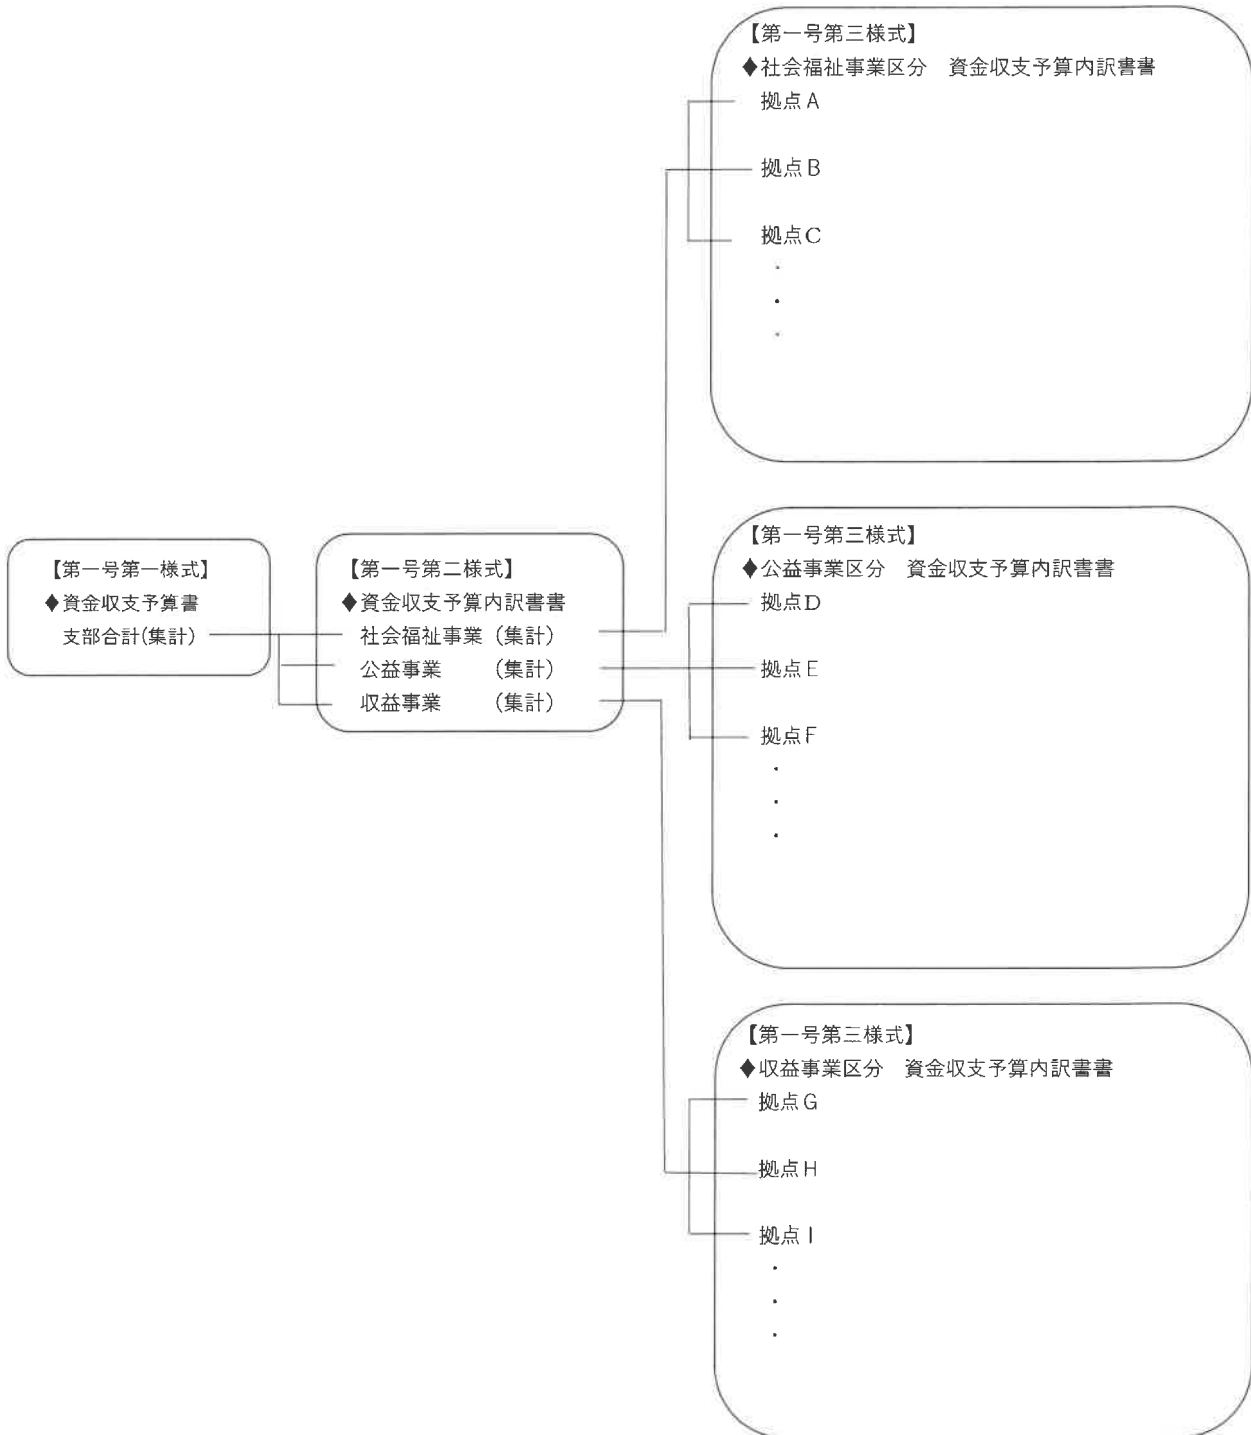 【第一号第一様式】
◆資金収支予算書
支部合計(集計)
【第一号第二様式】
◆資金収支予算内訳書書
社会福祉事業（集計）
公益事業　　（集計）
収益事業　　（集計）
【第一号第三様式】
◆社会福祉事業区分　資金収支予算内訳書書
拠点A
拠点B
拠点C
・
・
・
【第一号第三様式】
◆公益事業区分　資金収支予算内訳書書
拠点D
拠点E
拠点F
・
・
・
【第一号第三様式】
◆収益事業区分　資金収支予算内訳書書
拠点G
拠点H
拠点I
・
・
・